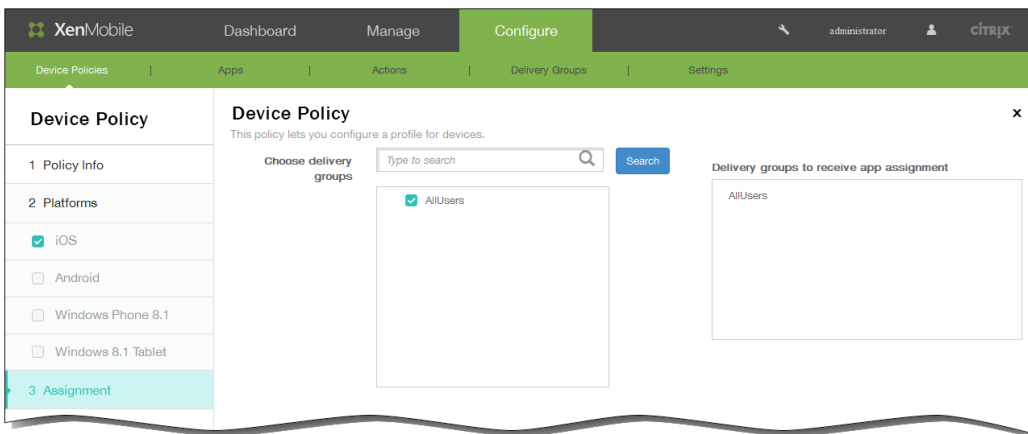 XenMobile Dashboard Manage Configure administrator CİTRIX
Device Policies | Apps | Actions | Delivery Groups | Settings
Device Policy
1 Policy Info
2 Platforms
iOS
Android
Windows Phone 8.1
Windows 8.1 Tablet
3 Assignment
Device Policy x
This policy lets you configure a profile for devices.
Choose delivery
groups
Type to search Search
AllUsers
Delivery groups to receive app assignment
AllUsers